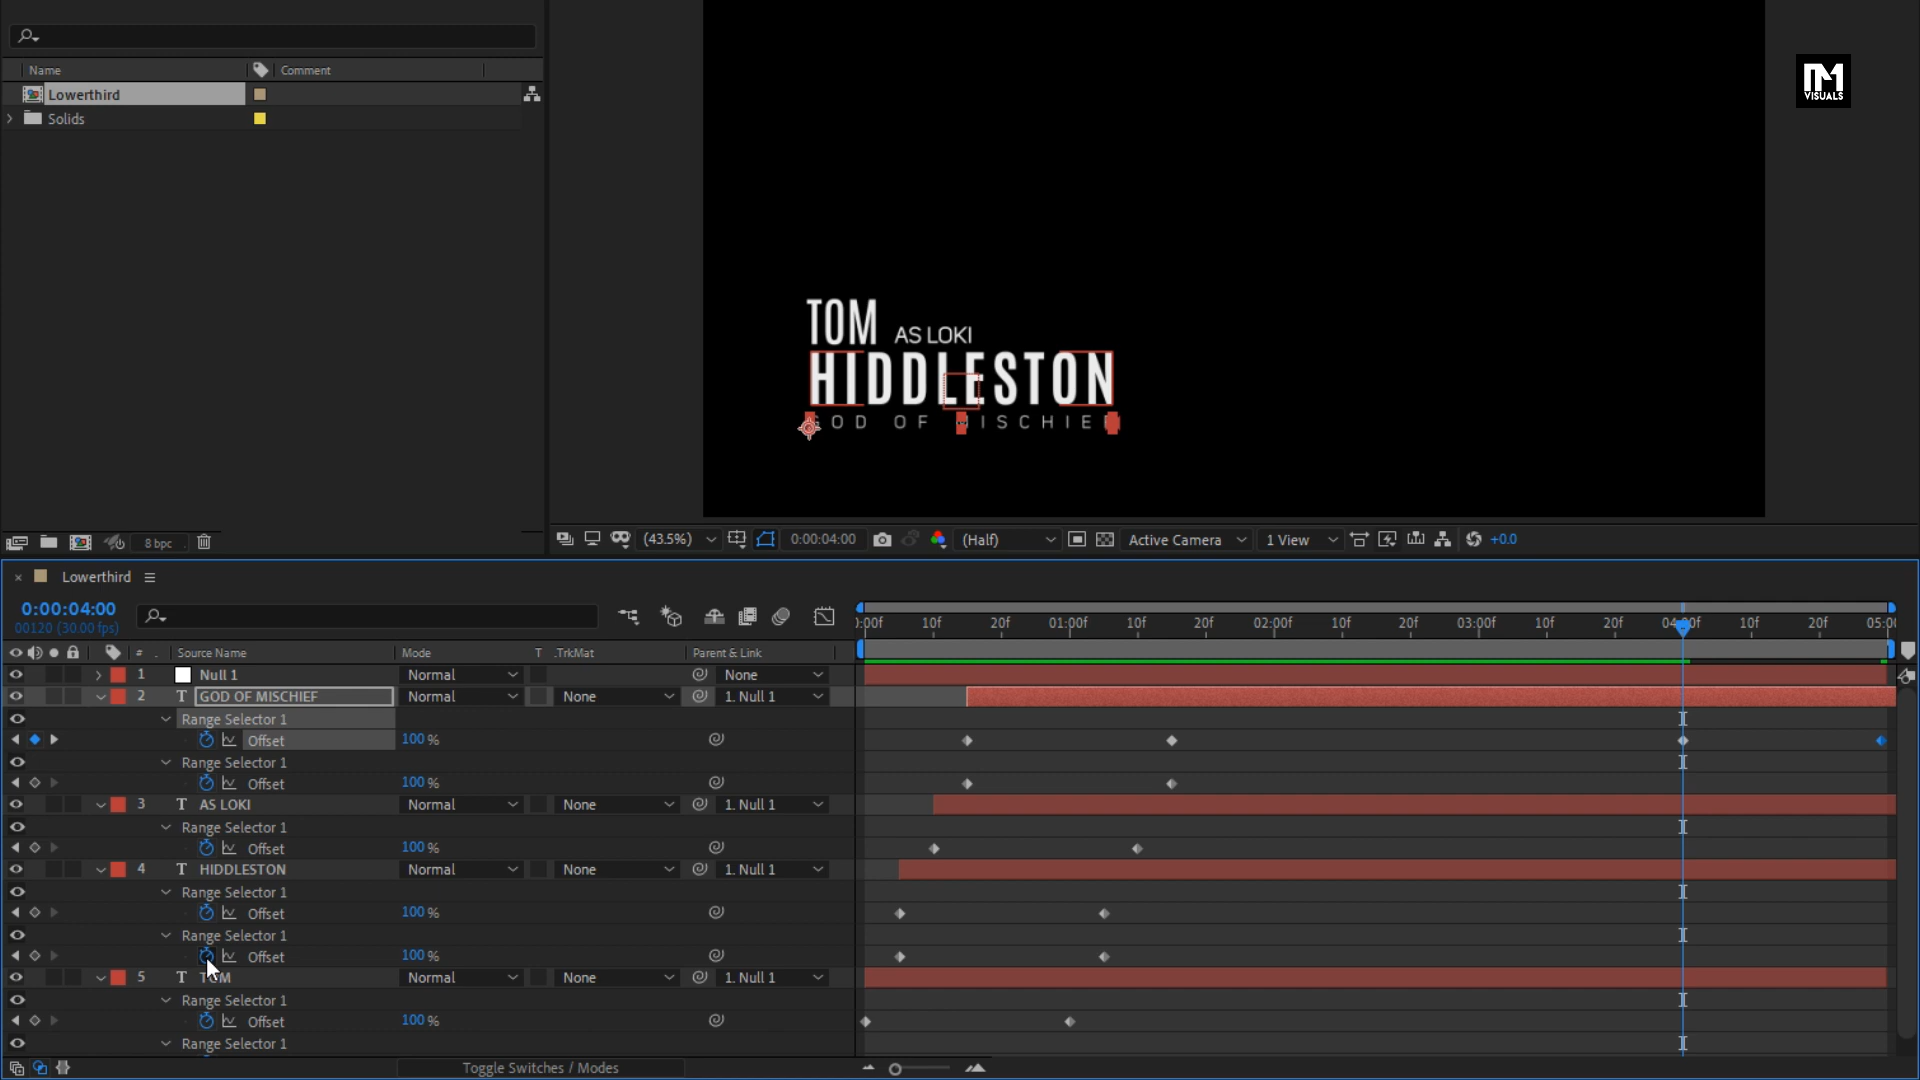 Name
Comment
Lowerthird
Solids
VISUALS
TOM
AS LOKI
HIDDLESTON
OD OF MISCHIE
8 bpc
(43.5%)
0:00:04:00
(Half)
Active Camera
1 View
+0.0
Lowerthird
0:00:04:00
00120 (30.00 fps)
:00f
10f
20f
01:00f
10f
20f
02:00f
10f
20f
03:00f
10f
20f
04:00f
10f
20f
05:00
#
Source Name
Mode
T .TrkMat
Parent & Link
1 Null 1 Normal None
2 T GOD OF MISCHIEF Normal None 1. Null 1
Range Selector 1
Offset 100 %
Range Selector 1
Offset 100 %
3 T AS LOKI Normal None 1. Null 1
Range Selector 1
Offset 100 %
4 T HIDDLESTON Normal None 1. Null 1
Range Selector 1
Offset 100 %
Range Selector 1
Offset 100 %
5 T TOM Normal None 1. Null 1
Range Selector 1
Offset 100 %
Range Selector 1
Toggle Switches / Modes